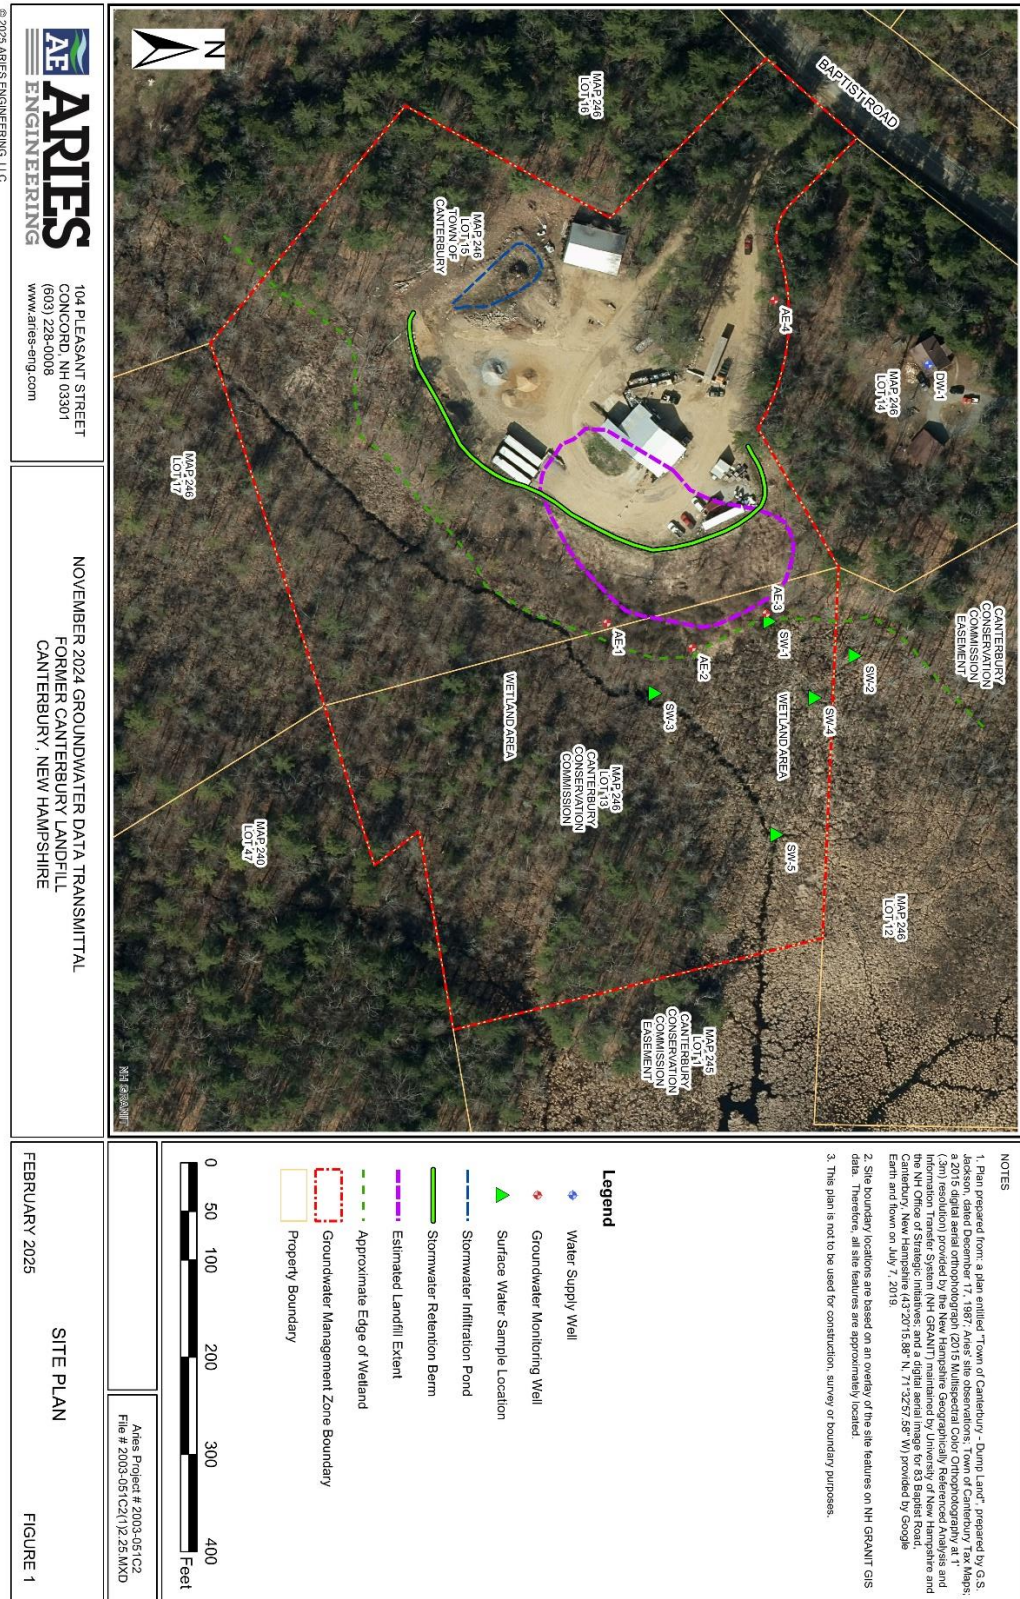 BAPTIST ROAD
MAP 246
LOT 16
MAP 246
LOT 15
TOWN OF
CANTERBURY
AE-4
DW-1
MAP 246
LOT 14
MAP 246
LOT 17
AE-3
SW-1
AE-1
AE-2
SW-2
SW-4
SW-3
SW-5
CANTERBURY
CONSERVATION
COMMISSION
EASEMENT
WETLAND AREA
WETLAND AREA
MAP 246
LOT 13
CANTERBURY
CONSERVATION
COMMISSION
MAP 240
LOT 47
MAP 246
LOT 12
MAP 245
LOT 1
CANTERBURY
CONSERVATION
COMMISSION
EASEMENT
N
NH GRANIT
NOTES
1. Plan prepared from: a plan entitled "Town of Canterbury - Dump Land", prepared by G.S.
Jackson, dated December 17, 1987; Aries' site observations; Town of Canterbury Tax Maps;
a 2015 digital aerial orthophotograph (2015 Multispectral Color Orthophotography at 1'
(.3m) resolution) provided by the New Hampshire Geographically Referenced Analysis and
Information Transfer System (NH GRANIT) maintained by University of New Hampshire and
the NH Office of Strategic Initiatives; and a digital aerial image for 83 Baptist Road,
Canterbury, New Hampshire (43°20'15.88" N, 71°32'57.58" W) provided by Google
Earth and flown on July 7, 2019.
2. Site boundary locations are based on an overlay of the site features on NH GRANIT GIS
data. Therefore, all site features are approximately located.
3. This plan is not to be used for construction, survey or boundary purposes.
Legend
Water Supply Well
Groundwater Monitoring Well
Surface Water Sample Location
Stormwater Infiltration Pond
Stormwater Retention Berm
Estimated Landfill Extent
Approximate Edge of Wetland
Groundwater Management Zone Boundary
Property Boundary
0 50 100 200 300 400
Feet
Aries Project # 2003-051C2
File # 2003-051C2(1)2.25.MXD
AE ARIES
ENGINEERING
© 2025 ARIES ENGINEERING, LLC
104 PLEASANT STREET
CONCORD, NH 03301
(603) 228-0008
www.aries-eng.com
NOVEMBER 2024 GROUNDWATER DATA TRANSMITTAL
FORMER CANTERBURY LANDFILL
CANTERBURY, NEW HAMPSHIRE
SITE PLAN
FEBRUARY 2025
FIGURE 1